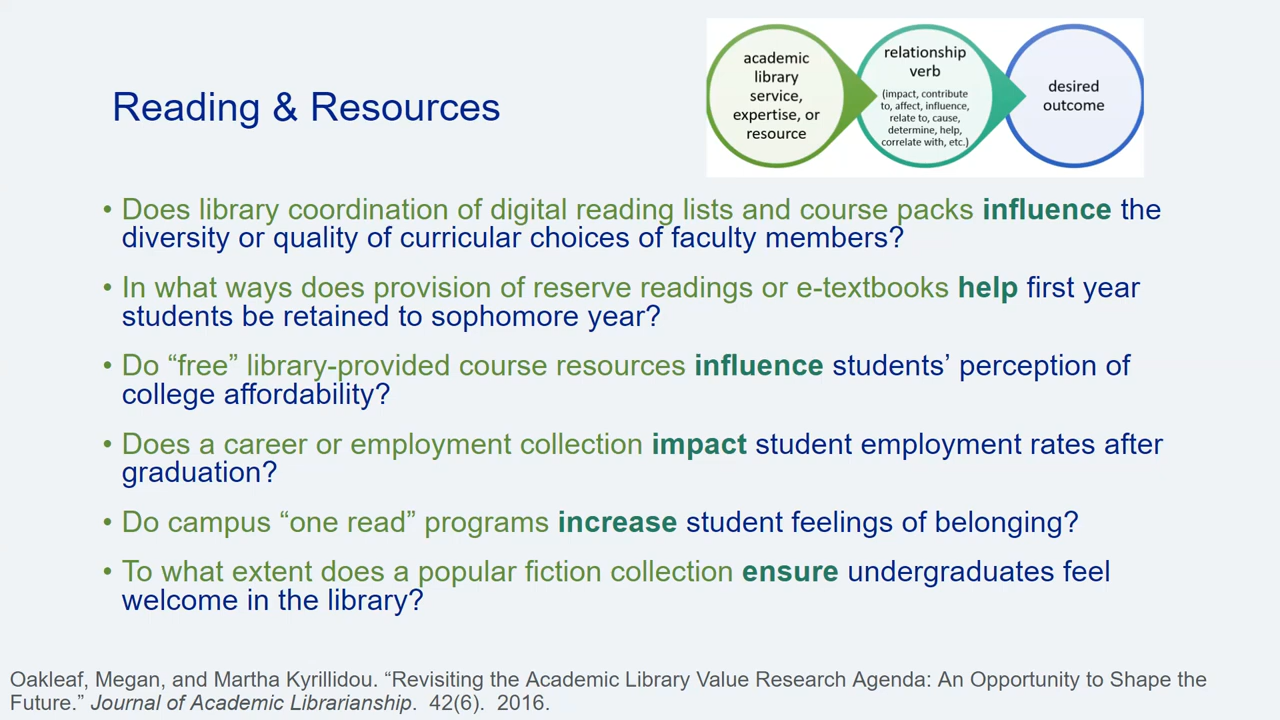 Reading & Resources
academic
library
service,
expertise, or
resource
relationship
verb
(impact, contribute
to, affect, influence,
relate to, cause,
determine, help,
correlate with, etc.)
desired
outcome
• Does library coordination of digital reading lists and course packs influence the
diversity or quality of curricular choices of faculty members?
• In what ways does provision of reserve readings or e-textbooks help first year
students be retained to sophomore year?
• Do “free” library-provided course resources influence students’ perception of
college affordability?
• Does a career or employment collection impact student employment rates after
graduation?
• Do campus “one read” programs increase student feelings of belonging?
• To what extent does a popular fiction collection ensure undergraduates feel
welcome in the library?
Oakleaf, Megan, and Martha Kyrillidou. “Revisiting the Academic Library Value Research Agenda: An Opportunity to Shape the
Future.” Journal of Academic Librarianship. 42(6). 2016.